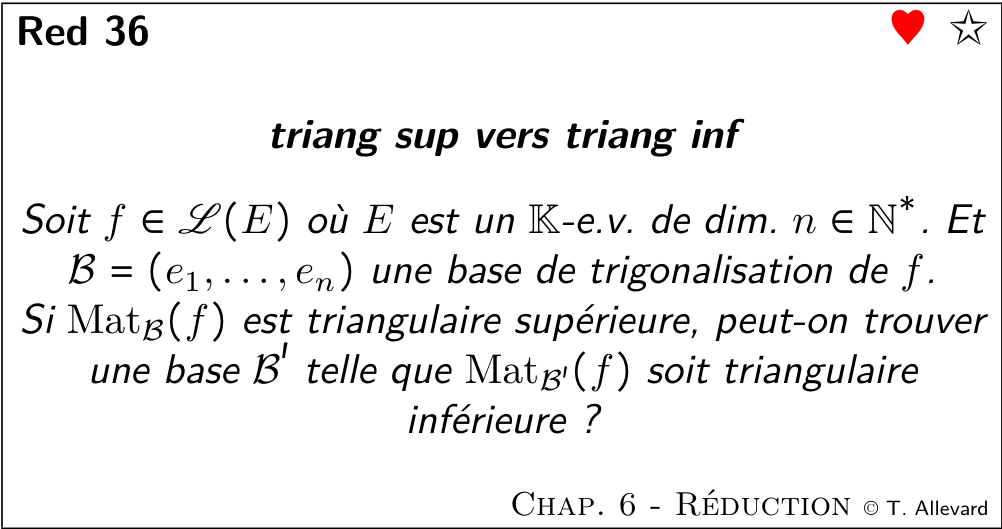 Red 36 ♥ ☆
triang sup vers triang inf
Soit f ∈ ℒ(E) où E est un 𝕂-e.v. de dim. n ∈ ℕ*. Et
ℬ = (e₁, . . . , eₙ) une base de trigonalisation de f.
Si Mat_ℬ(f) est triangulaire supérieure, peut-on trouver
une base ℬ′ telle que Mat_ℬ′(f) soit triangulaire
inférieure ?
CHAP. 6 - RÉDUCTION © T. Allevard